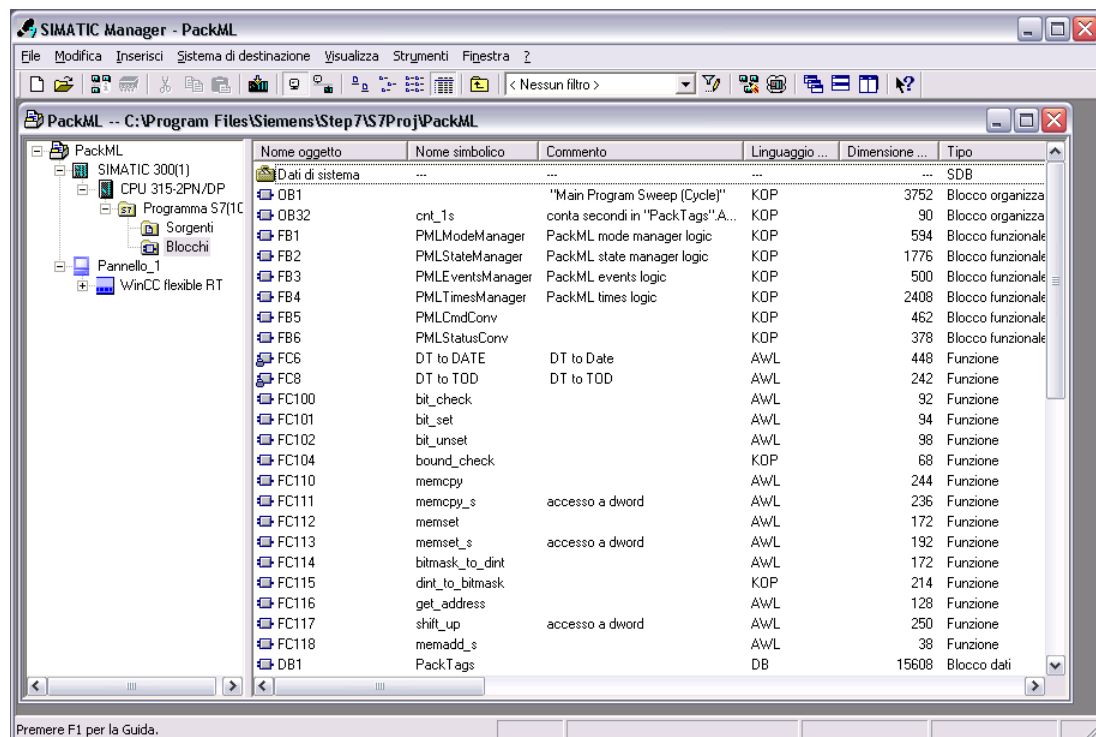 SIMATIC Manager - PackML
File Modifica Inserisci Sistema di destinazione Visualizza Strumenti Finestra ?
< Nessun filtro >
PackML -- C:\Program Files\Siemens\Step7\S7Proj\PackML
PackML
SIMATIC 300(1)
CPU 315-2PN/DP
Programma S7(1
Sorgenti
Blocchi
Pannello_1
WinCC flexible RT
Nome oggetto Nome simbolico Commento Linguaggio ... Dimensione ... Tipo
Dati di sistema --- --- --- --- SDB
OB1 "Main Program Sweep (Cycle)" KOP 3752 Blocco organizza
OB32 cnt_1s conta secondi in "PackTags".A... KOP 90 Blocco organizza
FB1 PMLModeManager PackML mode manager logic KOP 594 Blocco funzionale
FB2 PMLStateManager PackML state manager logic KOP 1776 Blocco funzionale
FB3 PMLEventsManager PackML events logic KOP 500 Blocco funzionale
FB4 PMLTimesManager PackML times logic KOP 2408 Blocco funzionale
FB5 PMLCmdConv KOP 462 Blocco funzionale
FB6 PMLStatusConv KOP 378 Blocco funzionale
FC6 DT to DATE DT to Date AWL 448 Funzione
FC8 DT to TOD DT to TOD AWL 242 Funzione
FC100 bit_check AWL 92 Funzione
FC101 bit_set AWL 94 Funzione
FC102 bit_unset AWL 98 Funzione
FC104 bound_check KOP 68 Funzione
FC110 memcpy AWL 244 Funzione
FC111 memcpy_s accesso a dword AWL 236 Funzione
FC112 memset AWL 172 Funzione
FC113 memset_s accesso a dword AWL 192 Funzione
FC114 bitmask_to_dint AWL 172 Funzione
FC115 dint_to_bitmask KOP 214 Funzione
FC116 get_address AWL 128 Funzione
FC117 shift_up accesso a dword AWL 250 Funzione
FC118 memadd_s AWL 38 Funzione
DB1 PackTags DB 15608 Blocco dati
Premere F1 per la Guida.